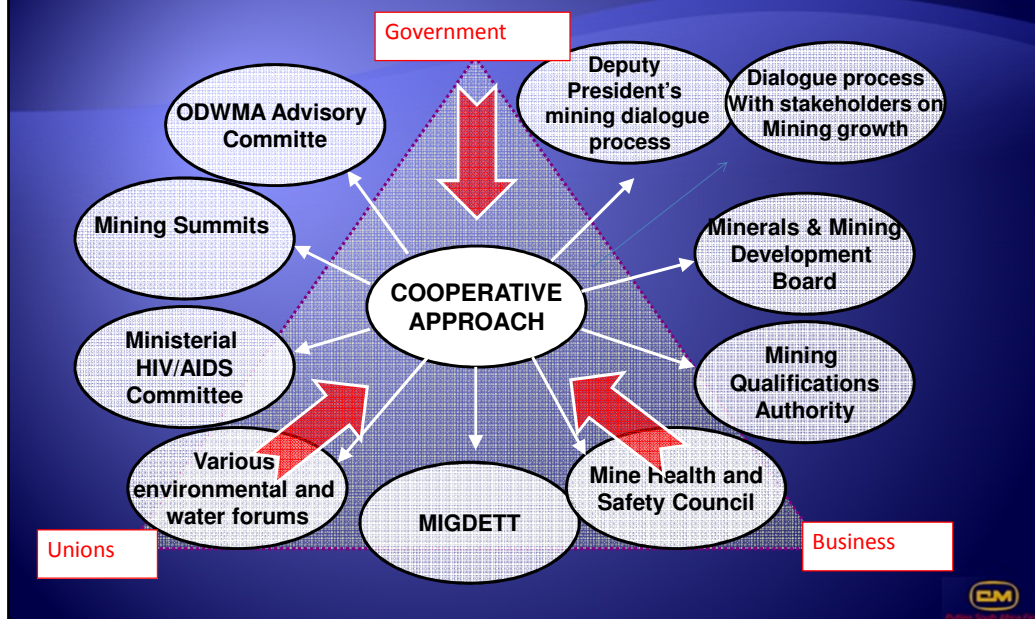 Government
Deputy
President's
mining dialogue
process
Dialogue process
With stakeholders on
Mining growth
ODWMA Advisory
Committe
Mining Summits
Minerals & Mining
Development
Board
COOPERATIVE
APPROACH
Ministerial
HIV/AIDS
Committee
Mining
Qualifications
Authority
Various
environmental and
water forums
MIGDETT
Mine Health and
Safety Council
Unions
Business